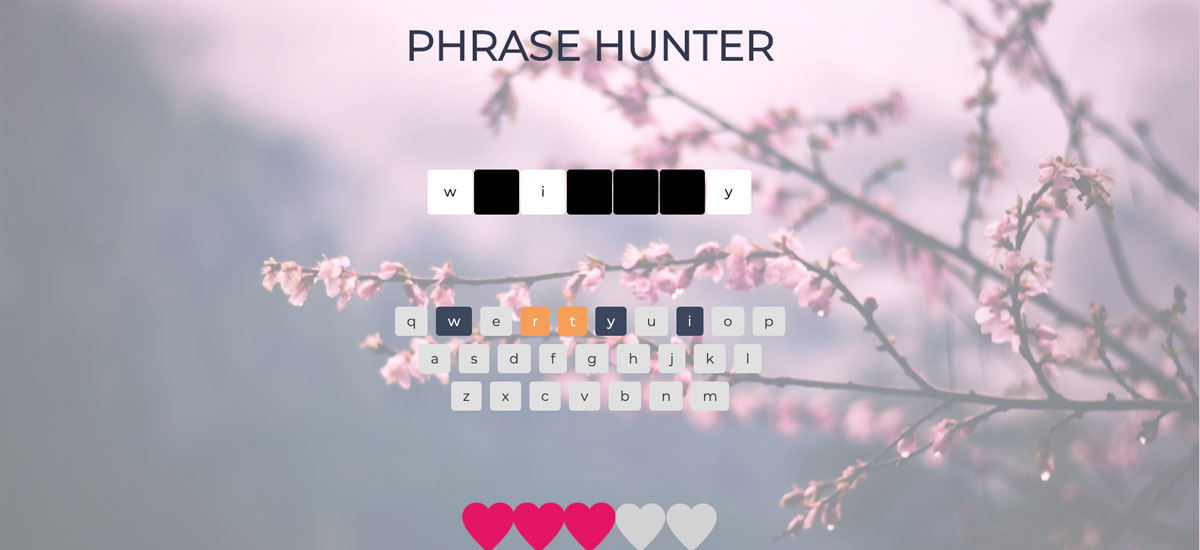 PHRASE HUNTER
w i y
q w e r t y u i o p
a s d f g h j k l
z x c v b n m